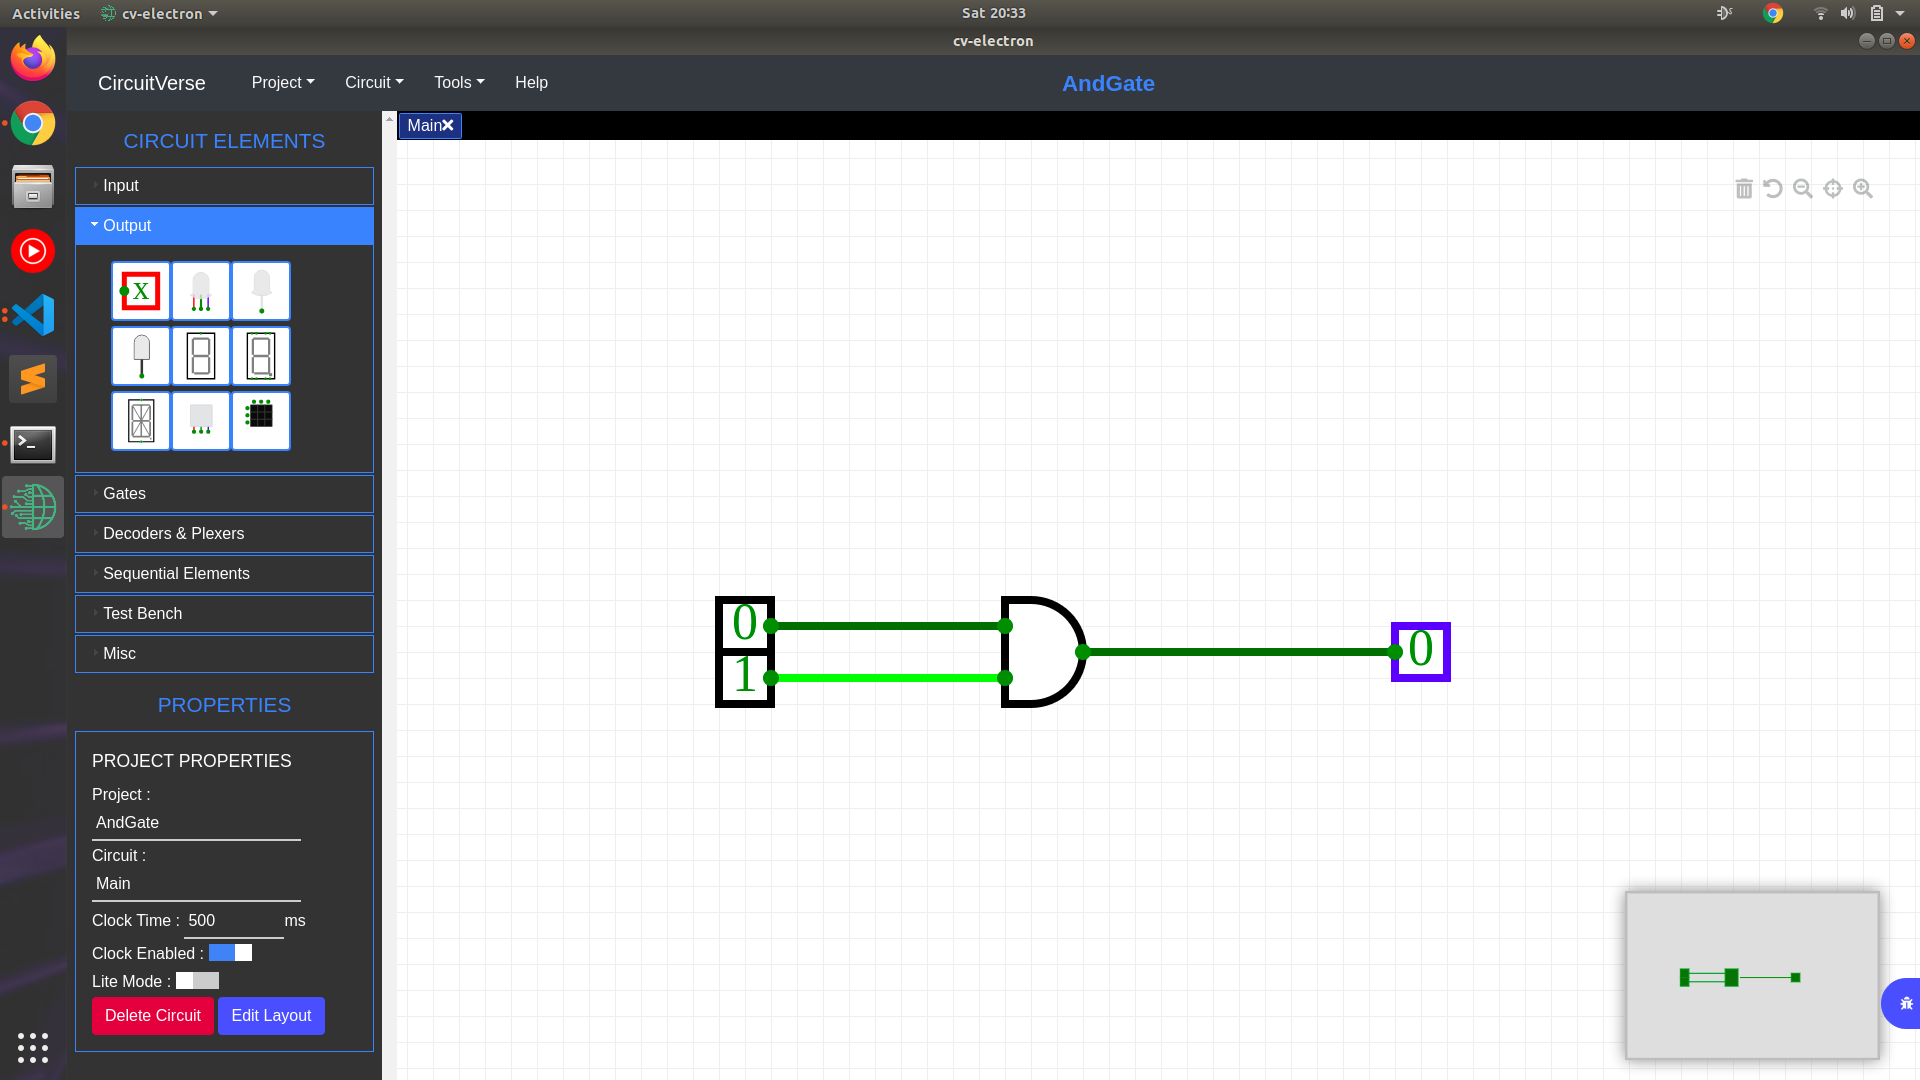 Activities cv-electron Sat 20:33
cv-electron
CircuitVerse Project Circuit Tools Help AndGate
Main
CIRCUIT ELEMENTS
Input
Output
X
Gates
Decoders & Plexers
Sequential Elements
Test Bench
Misc
0
1
0
PROPERTIES
PROJECT PROPERTIES
Project :
AndGate
Circuit :
Main
Clock Time : 500 ms
Clock Enabled :
Lite Mode :
Delete Circuit Edit Layout